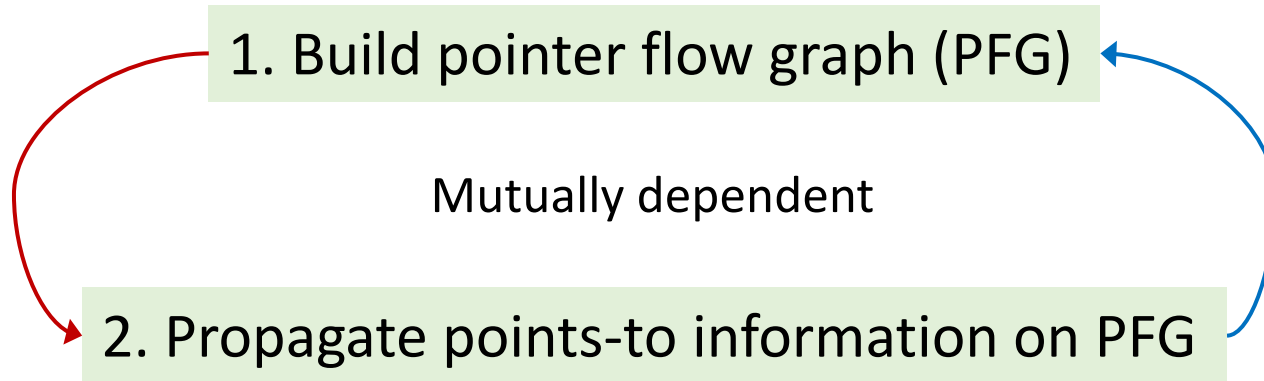 1. Build pointer flow graph (PFG)
Mutually dependent
2. Propagate points-to information on PFG